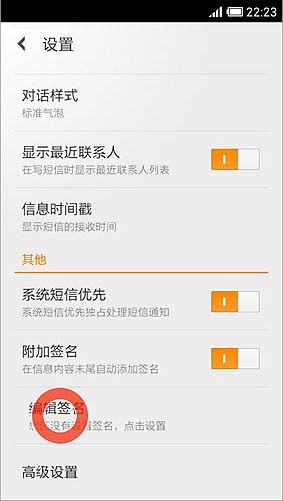 22:23
设置
对话样式
标准气泡
显示最近联系人
在写短信时显示最近联系人列表
信息时间戳
显示短信的接收时间
其他
系统短信优先
系统短信优先独占处理短信通知
附加签名
在信息内容末尾自动添加签名
编辑签名
您还没有设置签名，点击设置
高级设置